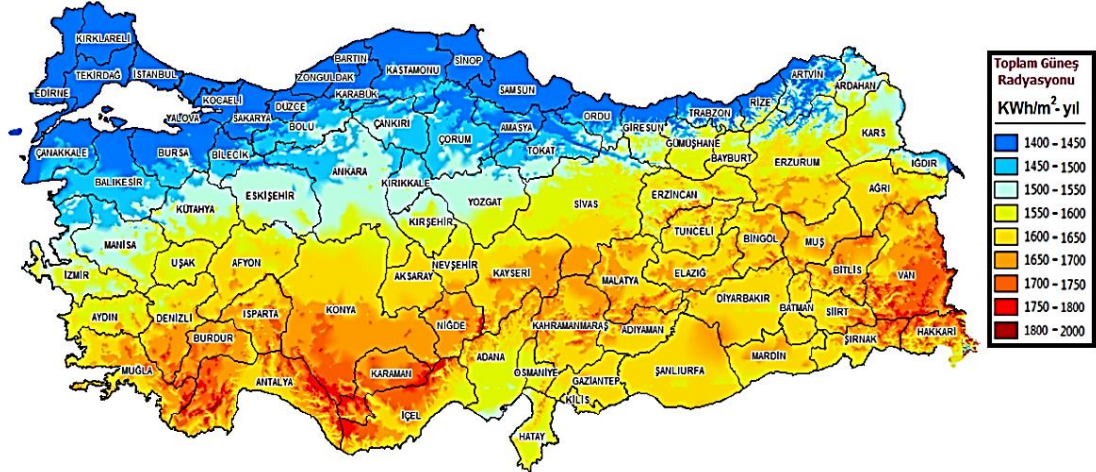 KIRKLARELİ
TEKİRDAĞ
İSTANBUL
EDİRNE
KOCAELİ
YALOVA
SAKARYA
DÜZCE
BOLU
ZONGULDAK
BARTIN
KARABÜK
KASTAMONU
SİNOP
SAMSUN
ÇANKIRI
ÇORUM
AMASYA
TOKAT
ORDU
GİRESUN
TRABZON
RİZE
ARTVİN
ARDAHAN
KARS
IĞDIR
GÜMÜŞHANE
BAYBURT
ERZURUM
AĞRI
ÇANAKKALE
BURSA
BİLECİK
BALIKESİR
KÜTAHYA
ESKİŞEHİR
ANKARA
KIRIKKALE
KIRŞEHİR
YOZGAT
SİVAS
ERZİNCAN
TUNCELİ
BİNGÖL
MUŞ
BİTLİS
VAN
MANİSA
İZMİR
UŞAK
AFYON
AKSARAY
NEVŞEHİR
KAYSERİ
MALATYA
ELAZIĞ
DİYARBAKIR
BATMAN
SİİRT
AYDIN
DENİZLİ
ISPARTA
BURDUR
KONYA
NİĞDE
KAHRAMANMARAŞ
ADIYAMAN
MARDİN
ŞIRNAK
HAKKARİ
MUĞLA
ANTALYA
KARAMAN
İÇEL
ADANA
OSMANİYE
GAZİANTEP
KİLİS
ŞANLIURFA
HATAY
Toplam Güneş
Radyasyonu
KWh/m²- yıl
1400 - 1450
1450 - 1500
1500 - 1550
1550 - 1600
1600 - 1650
1650 - 1700
1700 - 1750
1750 - 1800
1800 - 2000